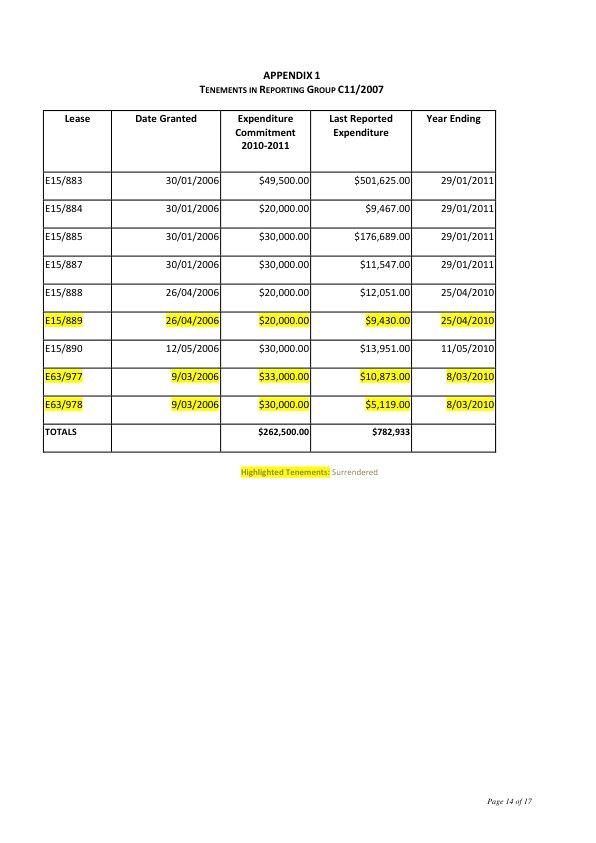 APPENDIX 1
TENEMENTS IN REPORTING GROUP C11/2007
Lease Date Granted Expenditure Commitment 2010-2011 Last Reported Expenditure Year Ending
E15/883 30/01/2006 $49,500.00 $501,625.00 29/01/2011
E15/884 30/01/2006 $20,000.00 $9,467.00 29/01/2011
E15/885 30/01/2006 $30,000.00 $176,689.00 29/01/2011
E15/887 30/01/2006 $30,000.00 $11,547.00 29/01/2011
E15/888 26/04/2006 $20,000.00 $12,051.00 25/04/2010
E15/889 26/04/2006 $20,000.00 $9,430.00 25/04/2010
E15/890 12/05/2006 $30,000.00 $13,951.00 11/05/2010
E63/977 9/03/2006 $33,000.00 $10,873.00 8/03/2010
E63/978 9/03/2006 $30,000.00 $5,119.00 8/03/2010
TOTALS $262,500.00 $782,933
Highlighted Tenements: Surrendered
Page 14 of 17